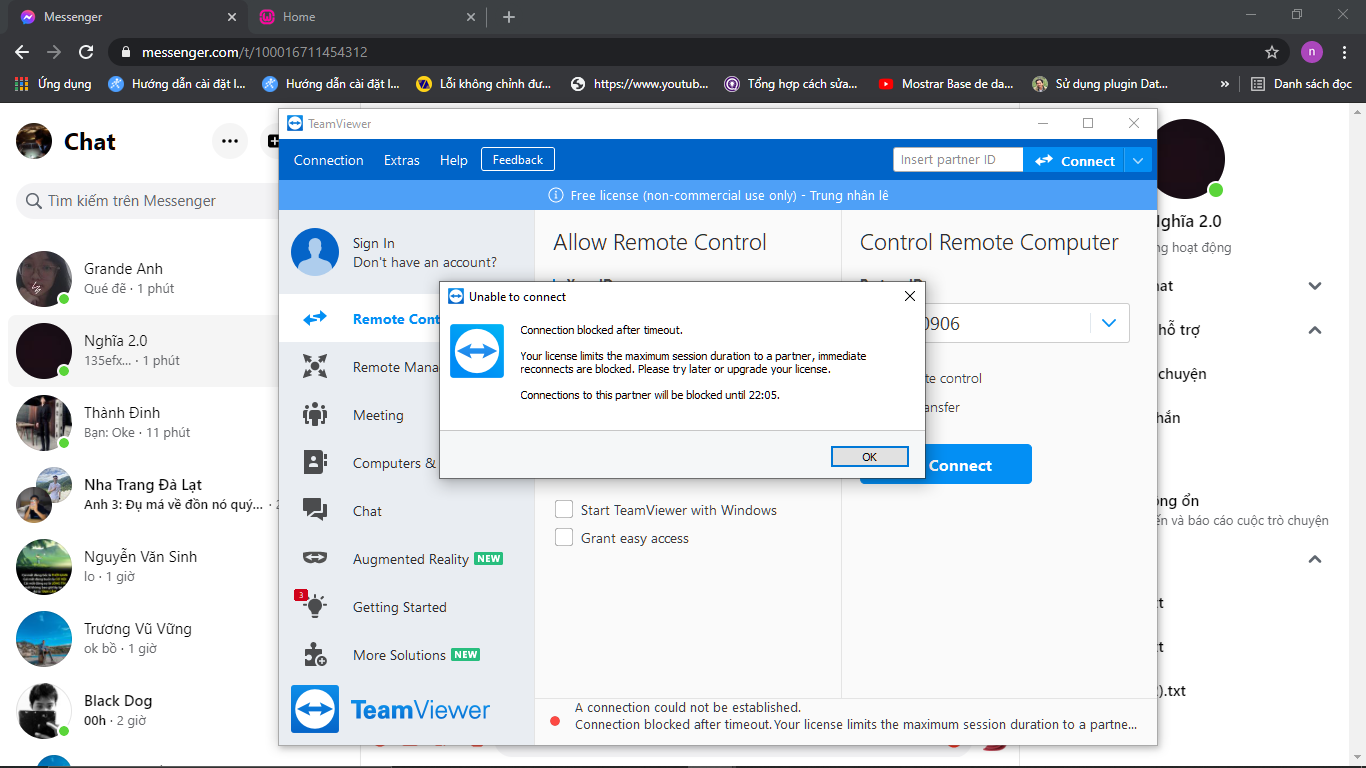 Messenger
Home
messenger.com/t/100016711454312
n
Ứng dụng
Hướng dẫn cài đặt I...
Hướng dẫn cài đặt I...
Lỗi không chỉnh đư...
https://www.youtub...
Tổng hợp cách sửa...
Mostrar Base de da...
Sử dụng plugin Dat...
»
Danh sách đọc
Chat
Tìm kiếm trên Messenger
Grande Anh
Qué đẽ · 1 phút
Nghĩa 2.0
135efx... · 1 phút
Thành Đinh
Bạn: Oke · 11 phút
Nha Trang Đà Lạt
Anh 3: Đụ má về đồn nó quý... · 2
Nguyễn Văn Sinh
lo · 1 giờ
Trương Vũ Vững
ok bồ · 1 giờ
Black Dog
00h · 2 giờ
TeamViewer
Connection
Extras
Help
Feedback
Insert partner ID
Connect
Free license (non-commercial use only) - Trung nhân lê
Sign In
Don't have an account?
Remote Cont
Remote Mana
Meeting
Computers &
Chat
Augmented Reality NEW
3
Getting Started
More Solutions NEW
TeamViewer
Allow Remote Control
Start TeamViewer with Windows
Grant easy access
Control Remote Computer
0906
te control
ansfer
Connect
Unable to connect
Connection blocked after timeout.
Your license limits the maximum session duration to a partner, immediate
reconnects are blocked. Please try later or upgrade your license.
Connections to this partner will be blocked until 22:05.
OK
A connection could not be established.
Connection blocked after timeout. Your license limits the maximum session duration to a partne...
Ighĩa 2.0
ng hoạt động
hat
hỗ trợ
chuyện
hắn
ộng ổn
ến và báo cáo cuộc trò chuyện
xt
xt
).txt